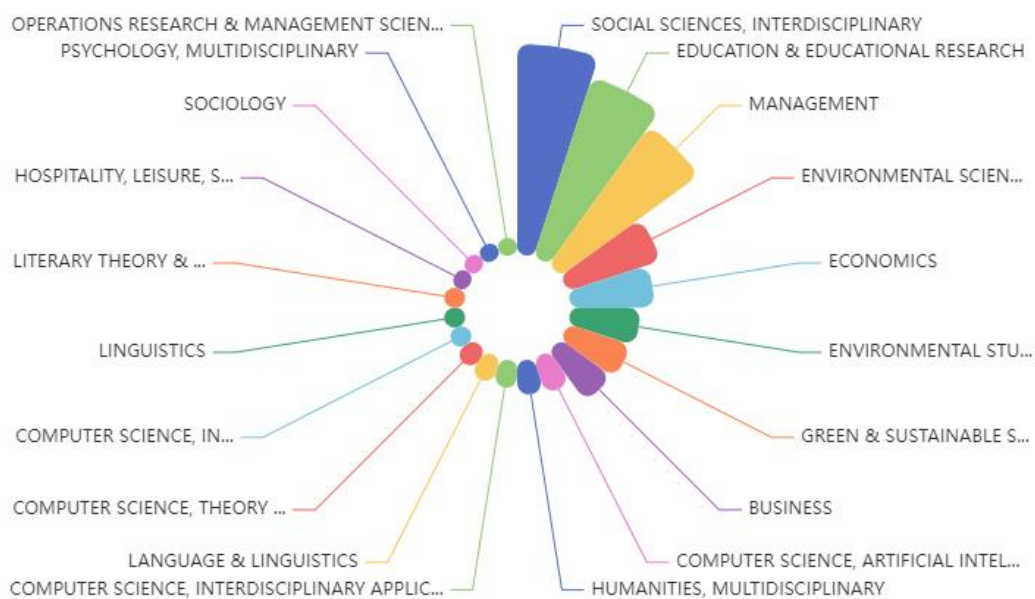 OPERATIONS RESEARCH & MANAGEMENT SCIEN...
SOCIAL SCIENCES, INTERDISCIPLINARY
PSYCHOLOGY, MULTIDISCIPLINARY
EDUCATION & EDUCATIONAL RESEARCH
SOCIOLOGY
MANAGEMENT
HOSPITALITY, LEISURE, S...
ENVIRONMENTAL SCIEN...
LITERARY THEORY & ...
ECONOMICS
LINGUISTICS
ENVIRONMENTAL STU...
COMPUTER SCIENCE, IN...
GREEN & SUSTAINABLE S...
COMPUTER SCIENCE, THEORY ...
BUSINESS
LANGUAGE & LINGUISTICS
COMPUTER SCIENCE, ARTIFICIAL INTEL...
COMPUTER SCIENCE, INTERDISCIPLINARY APPLIC...
HUMANITIES, MULTIDISCIPLINARY